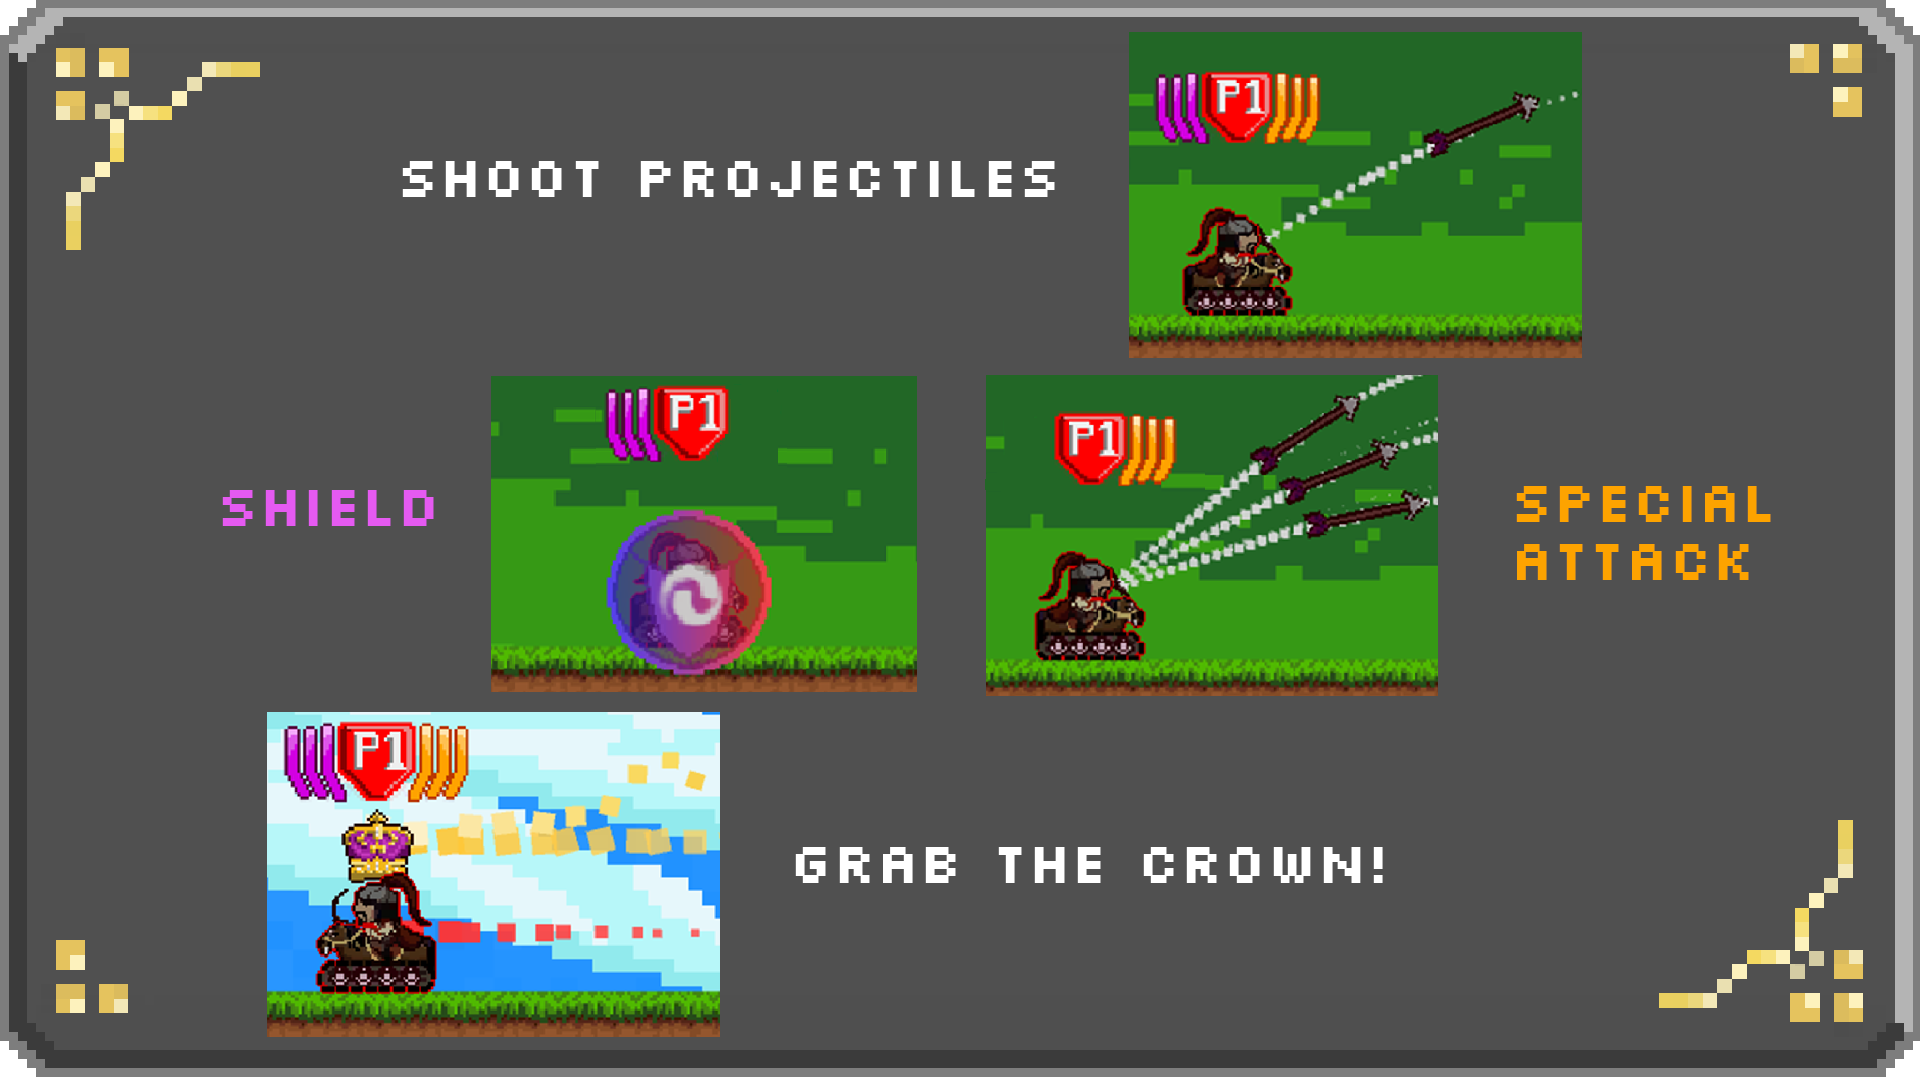 P1
SHOOT PROJECTILES
P1
P1
SHIELD
SPECIAL
ATTACK
P1
GRAB THE CROWN!